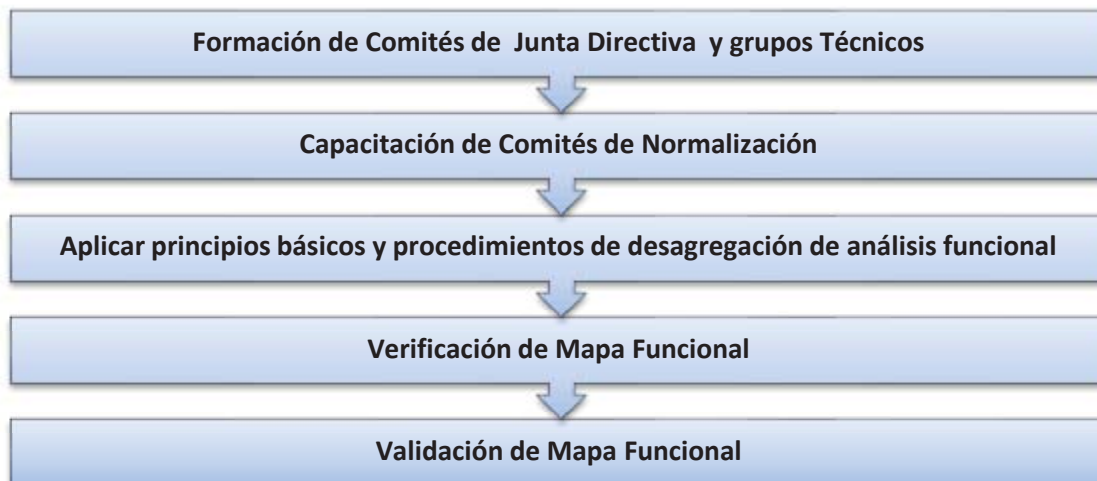 Formación de Comités de Junta Directiva y grupos Técnicos
Capacitación de Comités de Normalización
Aplicar principios básicos y procedimientos de desagregación de análisis funcional
Verificación de Mapa Funcional
Validación de Mapa Funcional